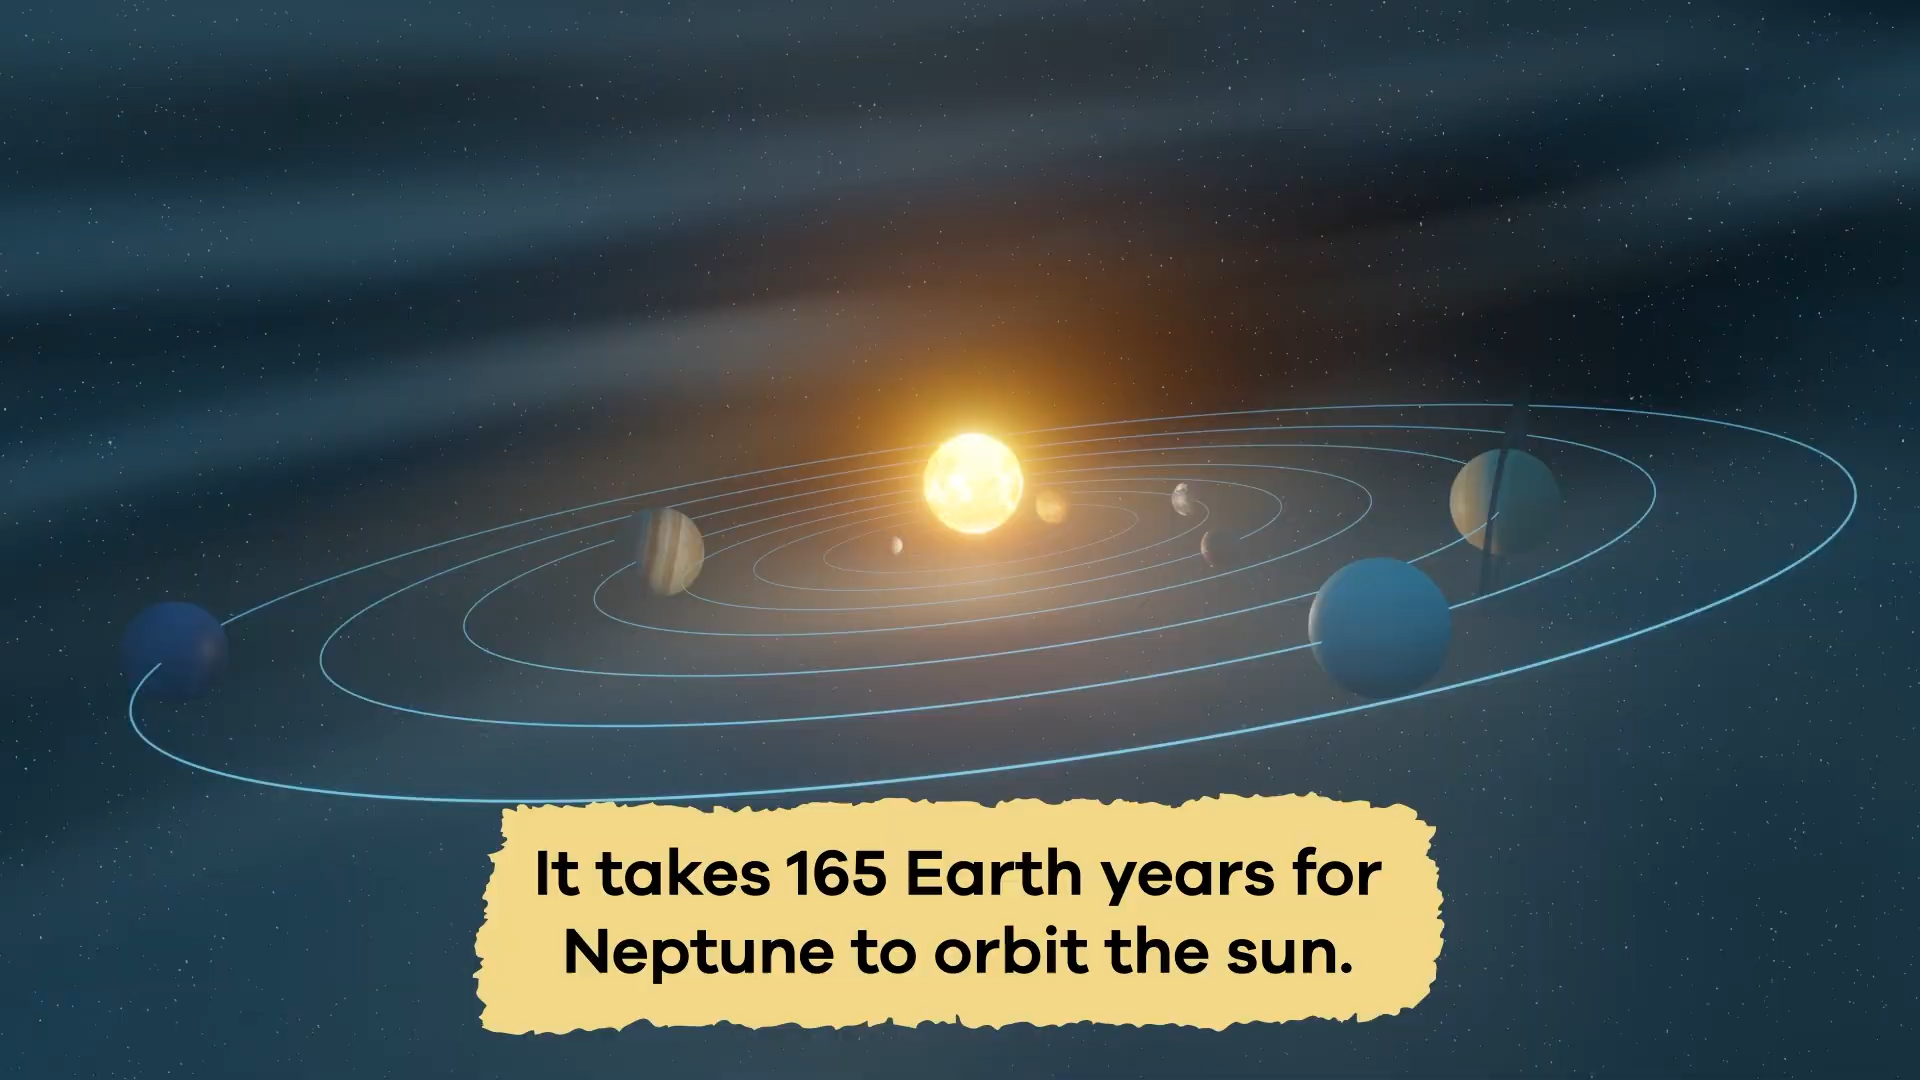 It takes 165 Earth years for
Neptune to orbit the sun.